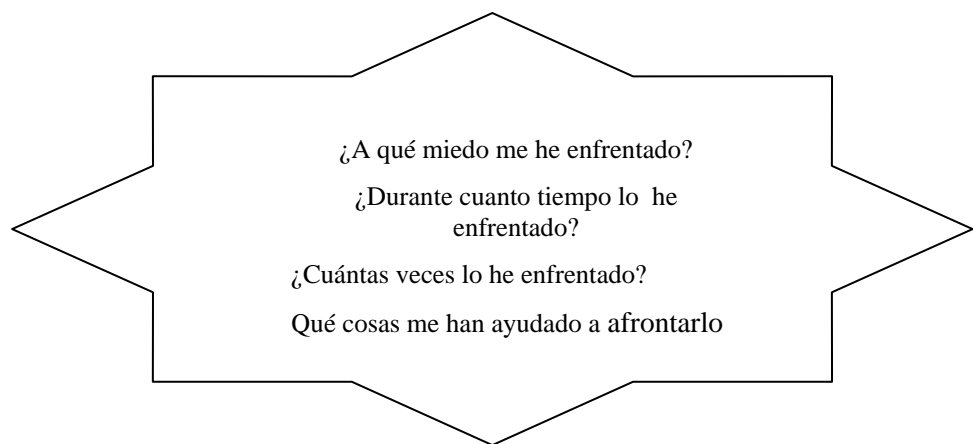 ¿A qué miedo me he enfrentado?
¿Durante cuanto tiempo lo  he
enfrentado?
¿Cuántas veces lo he enfrentado?
Qué cosas me han ayudado a afrontarlo